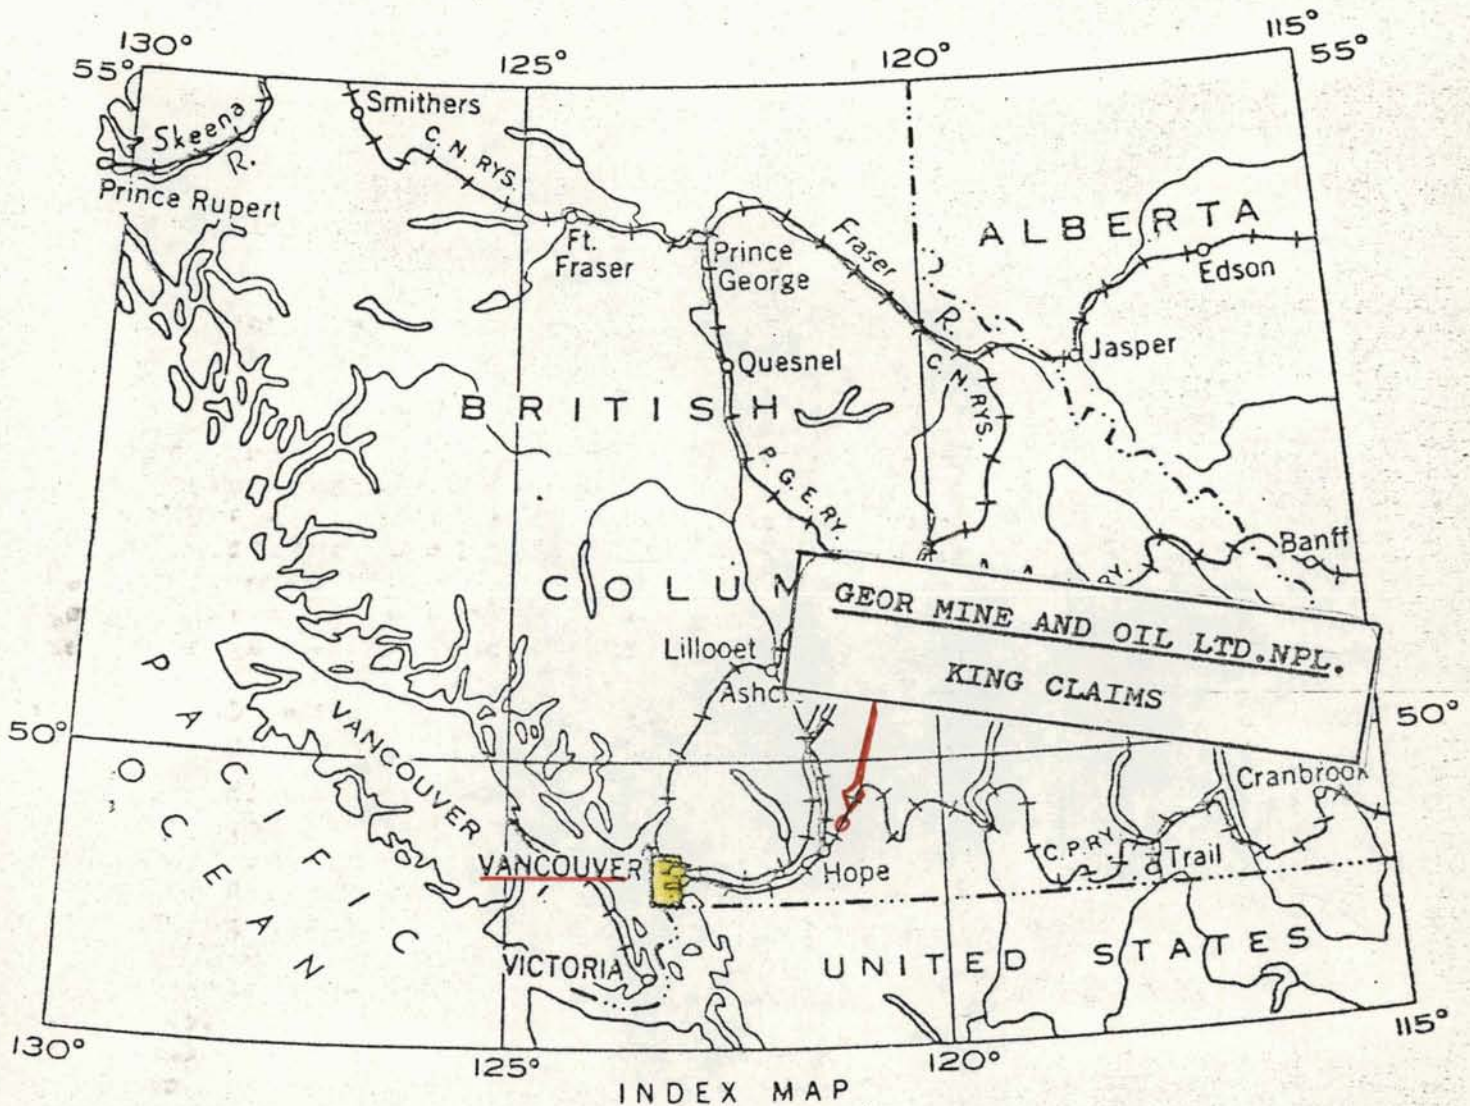 130° 125° 120° 115°
55° 55°
Smithers
Skeena
R.
C. N. RYS.
Prince Rupert
ALBERTA
Ft.
Fraser
Prince
George
Fraser
R.
Edson
Jasper
Quesnel
C. N. RYS.
BRITISH
P. G. E. RY.
Banff
COLUM
GEOR MINE AND OIL LTD.NPL.
KING CLAIMS
Lillooet
Ashc
PACIFIC
OCEAN
VANCOUVER
50° 50°
Cranbrook
C.P.RY.
Trail
VANCOUVER
Hope
VICTORIA
UNITED STATES
130° 125° 120° 115°
INDEX MAP